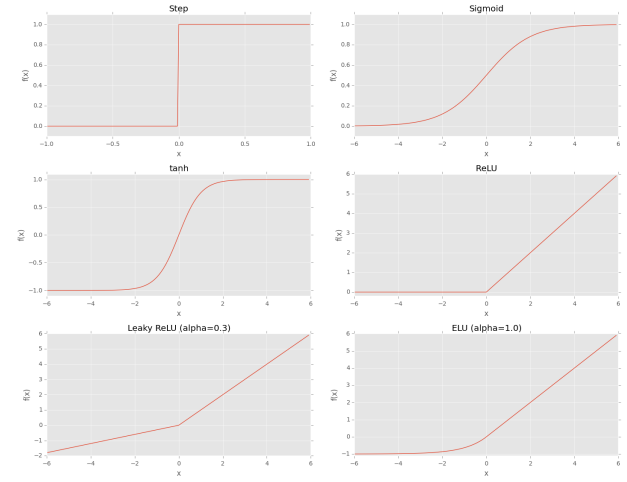 Step
f(x)
1.0
0.8
0.6
0.4
0.2
0.0
−1.0 −0.5 0.0 0.5 1.0
x
Sigmoid
f(x)
1.0
0.8
0.6
0.4
0.2
0.0
−6 −4 −2 0 2 4 6
x
tanh
f(x)
1.0
0.5
0.0
−0.5
−1.0
−6 −4 −2 0 2 4 6
x
ReLU
f(x)
6
5
4
3
2
1
0
−6 −4 −2 0 2 4 6
x
Leaky ReLU (alpha=0.3)
f(x)
6
5
4
3
2
1
0
−1
−2
−6 −4 −2 0 2 4 6
x
ELU (alpha=1.0)
f(x)
6
5
4
3
2
1
0
−1
−6 −4 −2 0 2 4 6
x